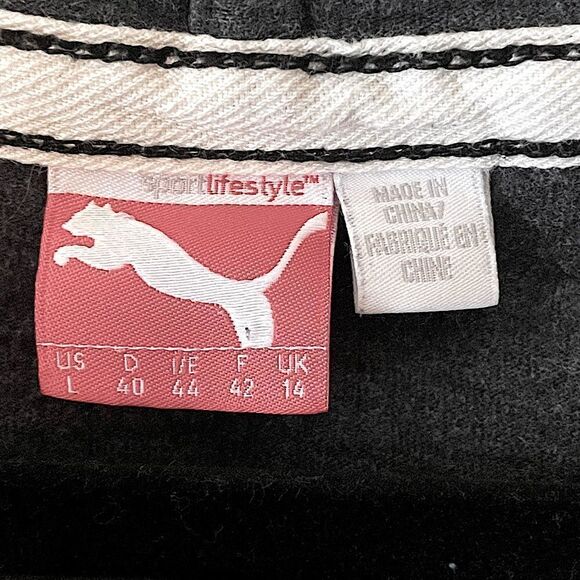 sportlifestyle™
US D I/E F UK
L 40 44 42 14
MADE IN
CHINA/
FABRIQUÉ EN
CHINE